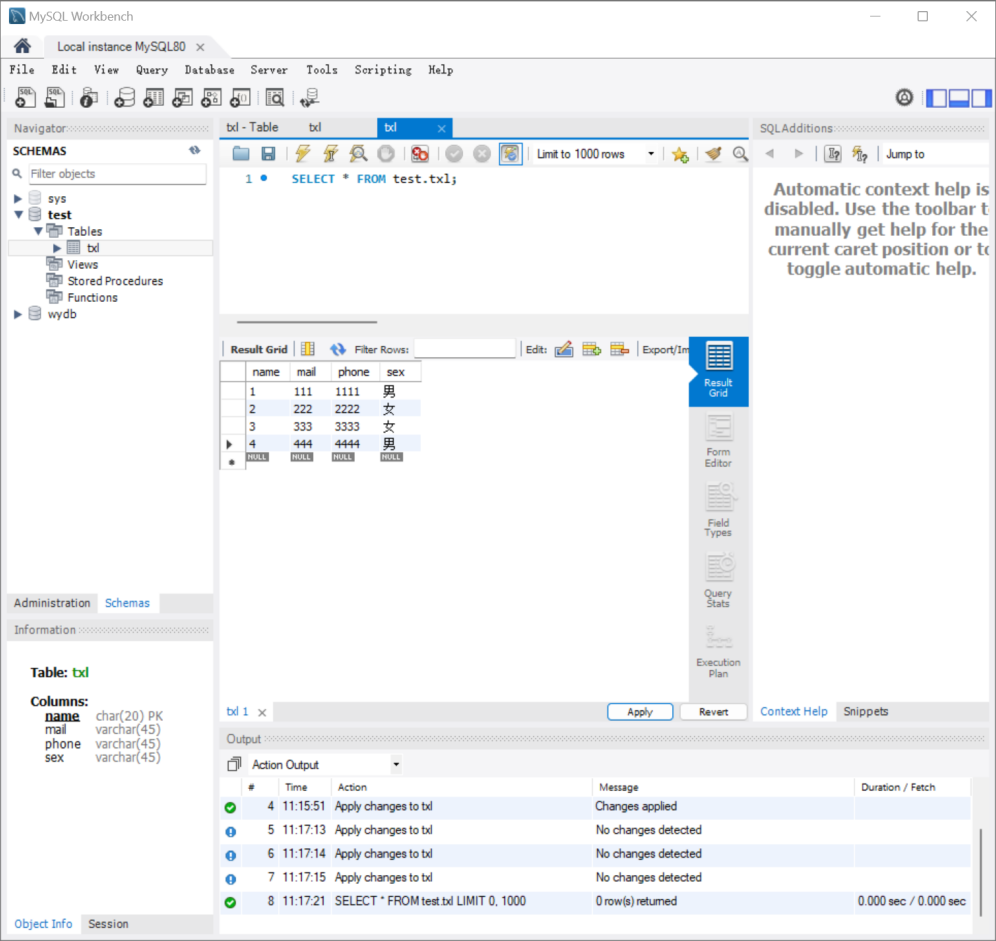 MySQL Workbench
Local instance MySQL80
File Edit View Query Database Server Tools Scripting Help
Navigator
SCHEMAS
Filter objects
sys
test
Tables
txl
Views
Stored Procedures
Functions
wydb
Administration Schemas
Information
Table: txl
Columns:
name char(20) PK
mail varchar(45)
phone varchar(45)
sex varchar(45)
Object Info Session
txl - Table txl txl
Limit to 1000 rows
1 SELECT * FROM test.txl;
Result Grid Filter Rows: Edit: Export/Im
name mail phone sex
1 111 1111 男
2 222 2222 女
3 333 3333 女
4 444 4444 男
NULL NULL NULL NULL
Result
Grid
Form
Editor
Field
Types
Query
Stats
Execution
Plan
txl 1 Apply Revert
SQLAdditions
Jump to
Automatic context help is
disabled. Use the toolbar t
manually get help for the
current caret position or to
toggle automatic help.
Context Help Snippets
Output
Action Output
# Time Action Message Duration / Fetch
4 11:15:51 Apply changes to txl Changes applied
5 11:17:13 Apply changes to txl No changes detected
6 11:17:14 Apply changes to txl No changes detected
7 11:17:15 Apply changes to txl No changes detected
8 11:17:21 SELECT * FROM test.txl LIMIT 0, 1000 0 row(s) returned 0.000 sec / 0.000 sec